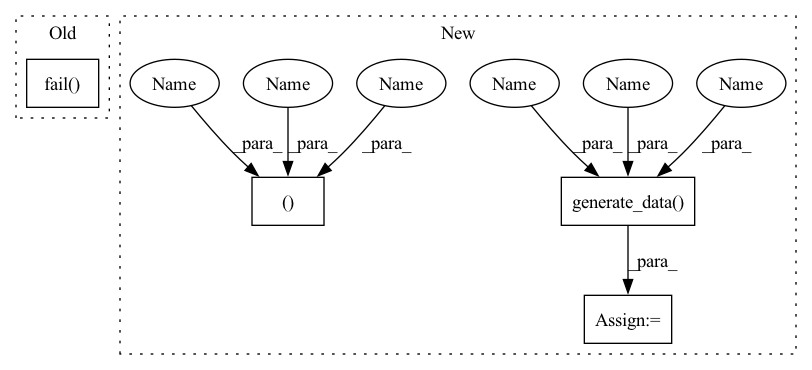 Old
New
fail()
Name
Name
Name
Name
Name
Name
_para_
_para_
_para_
_para_
_para_
_para_
()
generate_data()
_para_
Assign:=